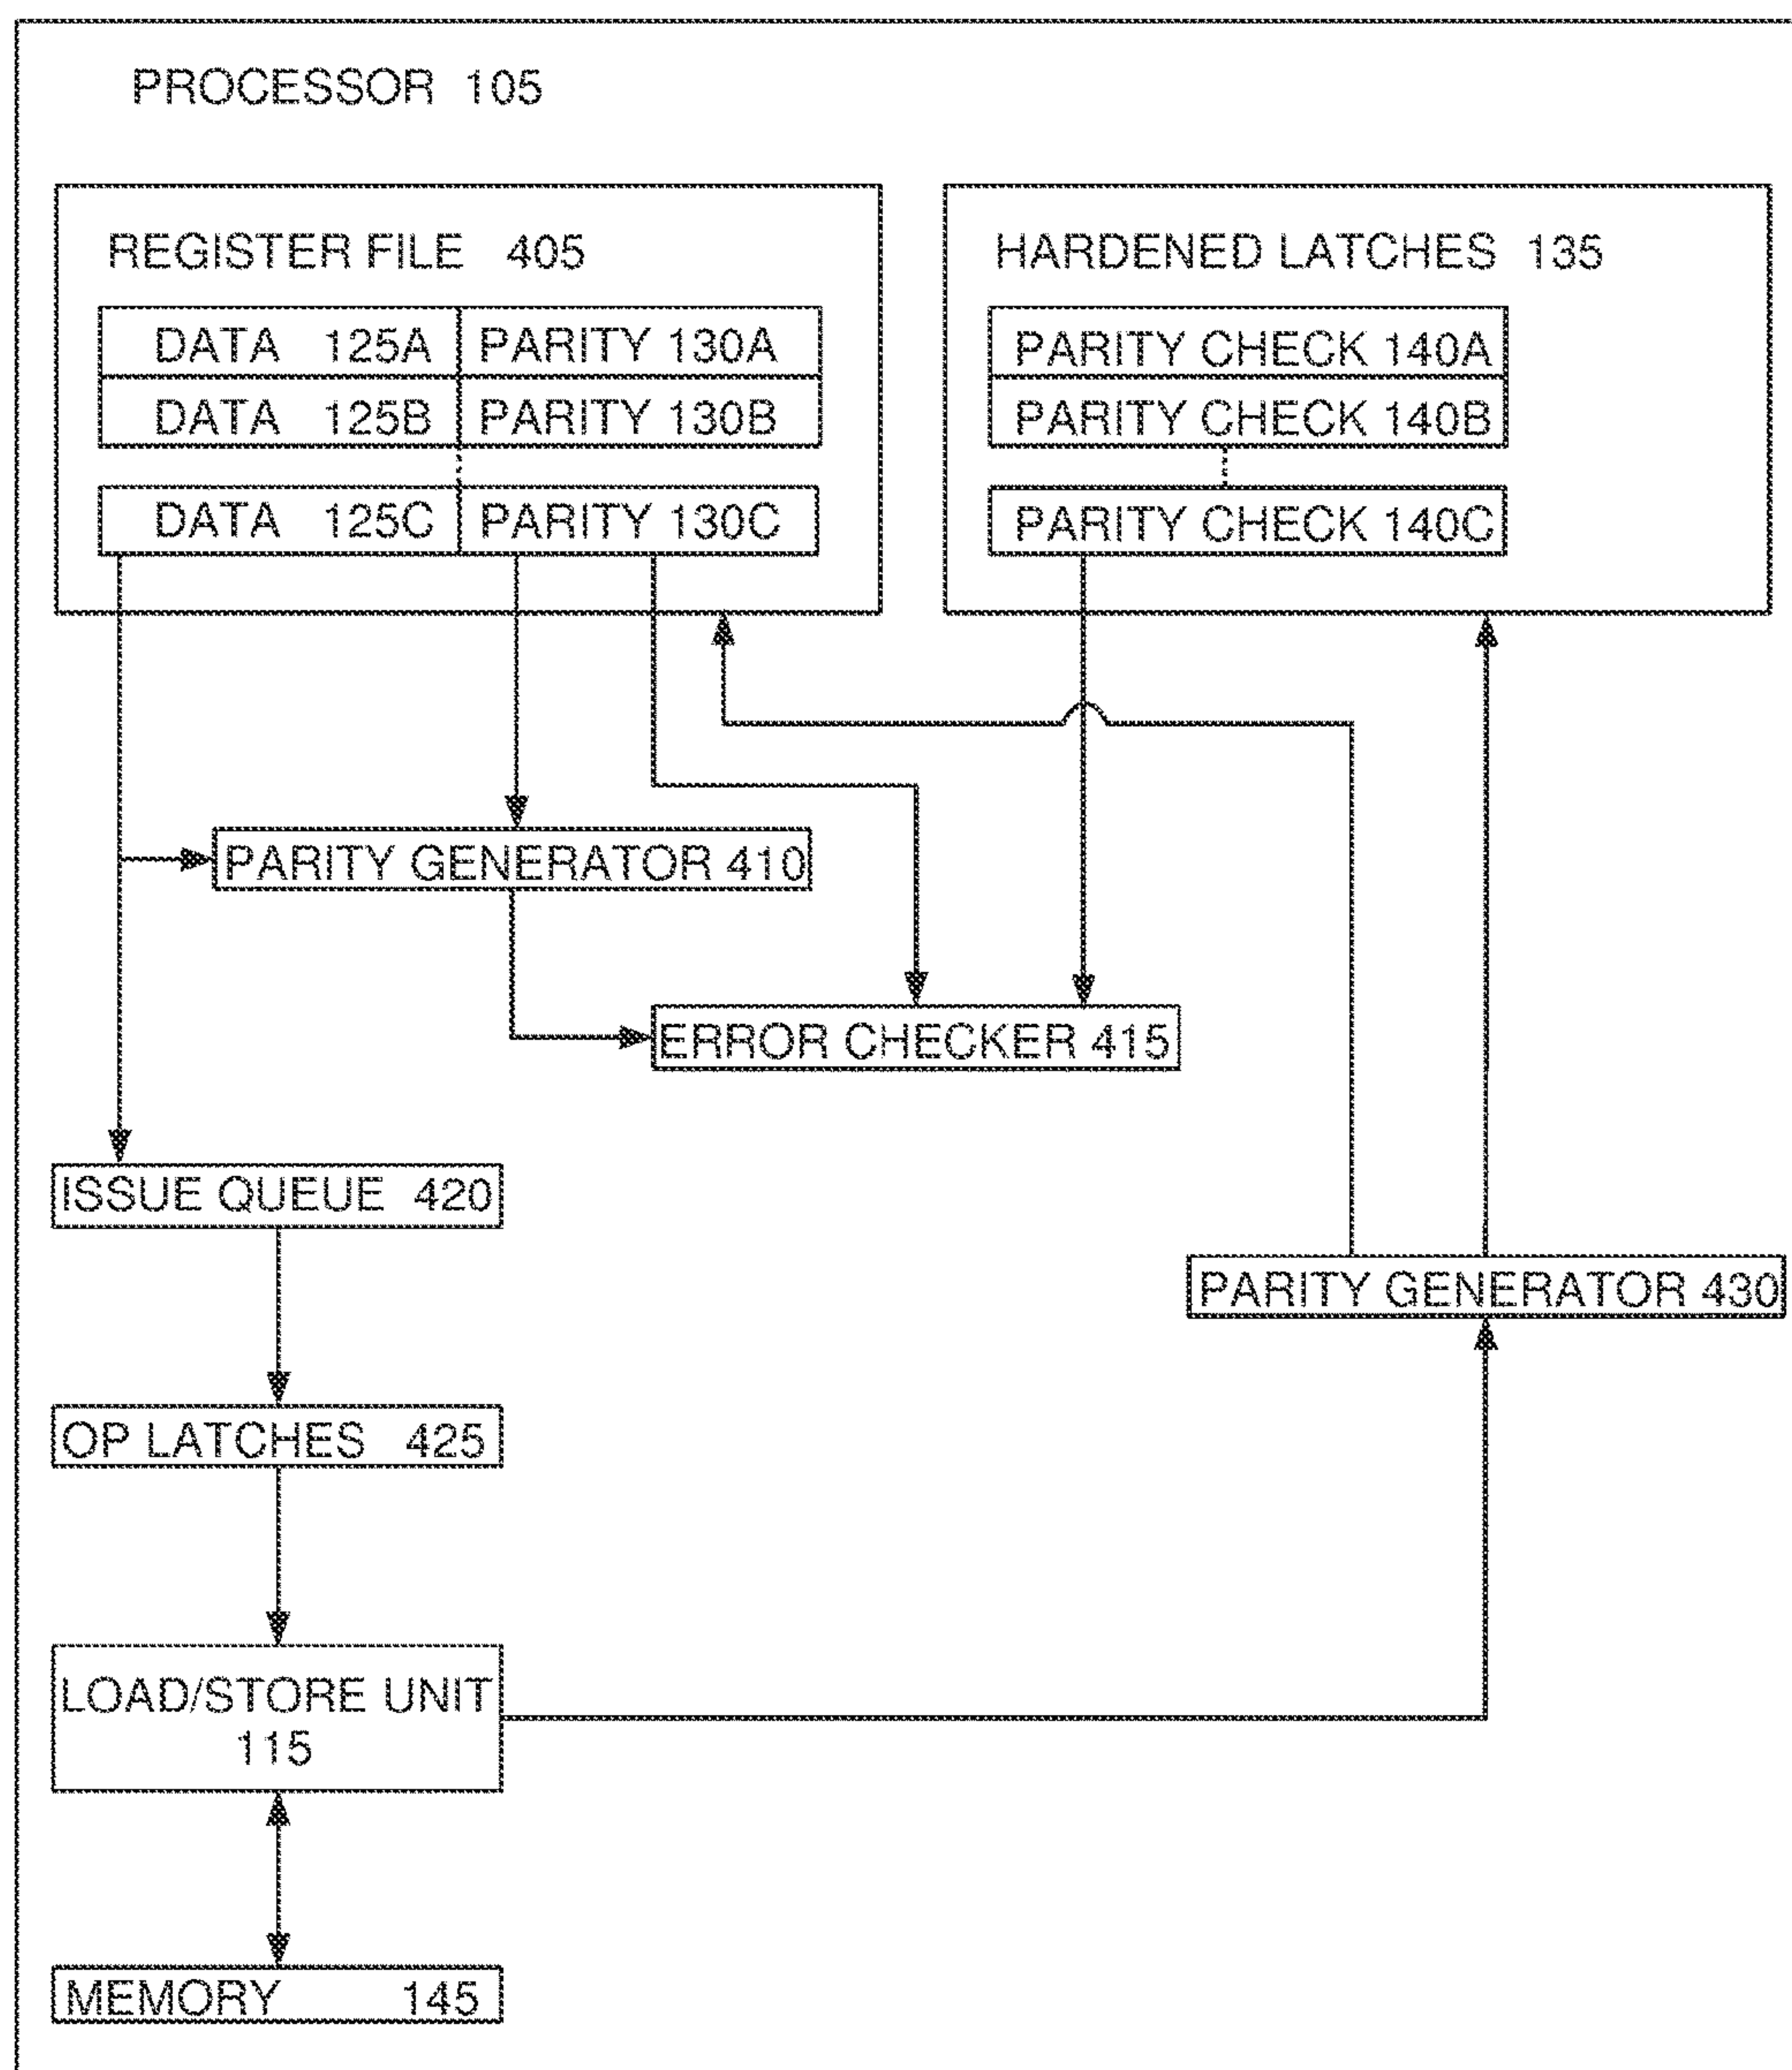 PROCESSOR 105
REGISTER FILE 405
DATA 125A PARITY 130A
DATA 125B PARITY 130B
DATA 125C PARITY 130C
HARDENED LATCHES 135
PARITY CHECK 140A
PARITY CHECK 140B
PARITY CHECK 140C
PARITY GENERATOR 410
ERROR CHECKER 415
ISSUE QUEUE 420
PARITY GENERATOR 430
OP LATCHES 425
LOAD/STORE UNIT
115
MEMORY 145